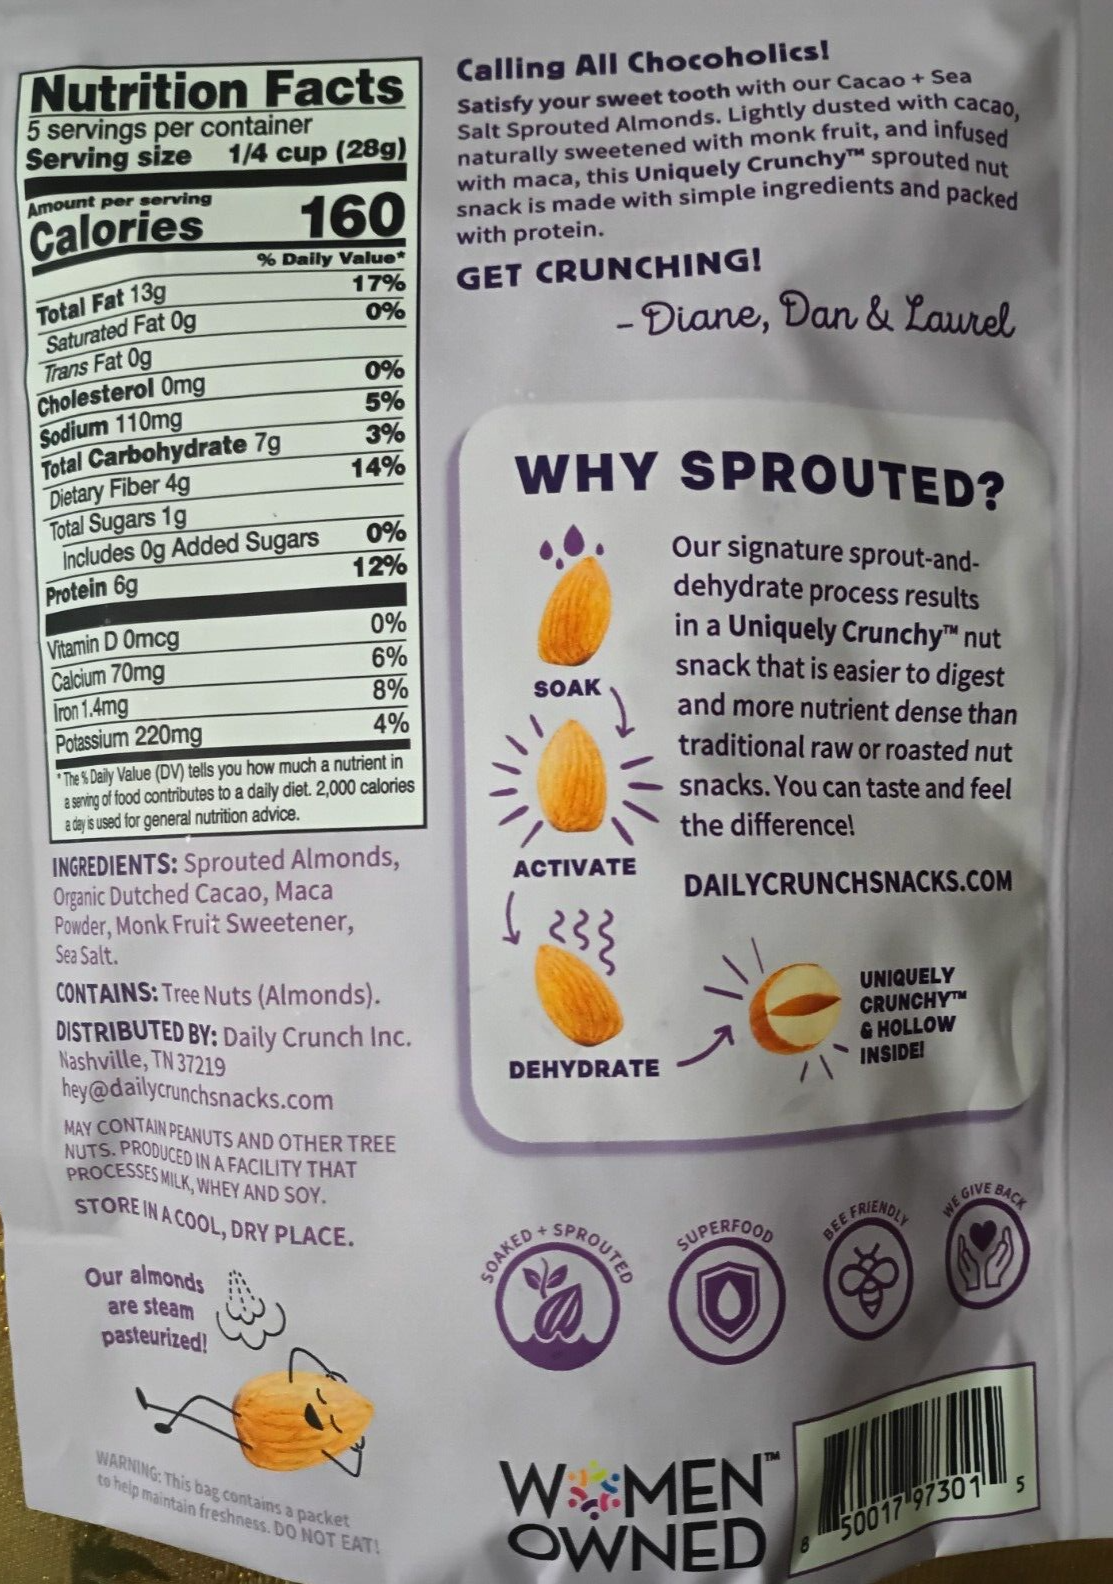 Nutrition Facts
5 servings per container
Serving size 1/4 cup (28g)
Amount per serving
Calories 160
% Daily Value*
Total Fat 13g 17%
Saturated Fat 0g 0%
Trans Fat 0g
Cholesterol 0mg 0%
Sodium 110mg 5%
Total Carbohydrate 7g 3%
Dietary Fiber 4g 14%
Total Sugars 1g
Includes 0g Added Sugars 0%
Protein 6g 12%
Vitamin D 0mcg 0%
Calcium 70mg 6%
Iron 1.4mg 8%
Potassium 220mg 4%
* The % Daily Value (DV) tells you how much a nutrient in
a serving of food contributes to a daily diet. 2,000 calories
a day is used for general nutrition advice.
INGREDIENTS: Sprouted Almonds,
Organic Dutched Cacao, Maca
Powder, Monk Fruit Sweetener,
Sea Salt.
CONTAINS: Tree Nuts (Almonds).
DISTRIBUTED BY: Daily Crunch Inc.
Nashville, TN 37219
hey@dailycrunchsnacks.com
MAY CONTAIN PEANUTS AND OTHER TREE
NUTS. PRODUCED IN A FACILITY THAT
PROCESSES MILK, WHEY AND SOY.
STORE IN A COOL, DRY PLACE.
Our almonds
are steam
pasteurized!
WARNING: This bag contains a packet
to help maintain freshness. DO NOT EAT!
Calling All Chocoholics!
Satisfy your sweet tooth with our Cacao + Sea
Salt Sprouted Almonds. Lightly dusted with cacao,
naturally sweetened with monk fruit, and infused
with maca, this Uniquely Crunchy™ sprouted nut
snack is made with simple ingredients and packed
with protein.
GET CRUNCHING!
- Diane, Dan & Laurel
WHY SPROUTED?
Our signature sprout-and-
dehydrate process results
in a Uniquely Crunchy™ nut
snack that is easier to digest
and more nutrient dense than
traditional raw or roasted nut
snacks. You can taste and feel
the difference!
DAILYCRUNCHSNACKS.COM
SOAK
ACTIVATE
DEHYDRATE
UNIQUELY
CRUNCHY™
& HOLLOW
INSIDE!
SOAKED + SPROUTED
SUPERFOOD
BEE FRIENDLY
WE GIVE BACK
WOMEN™
OWNED
8 50017 97301 5